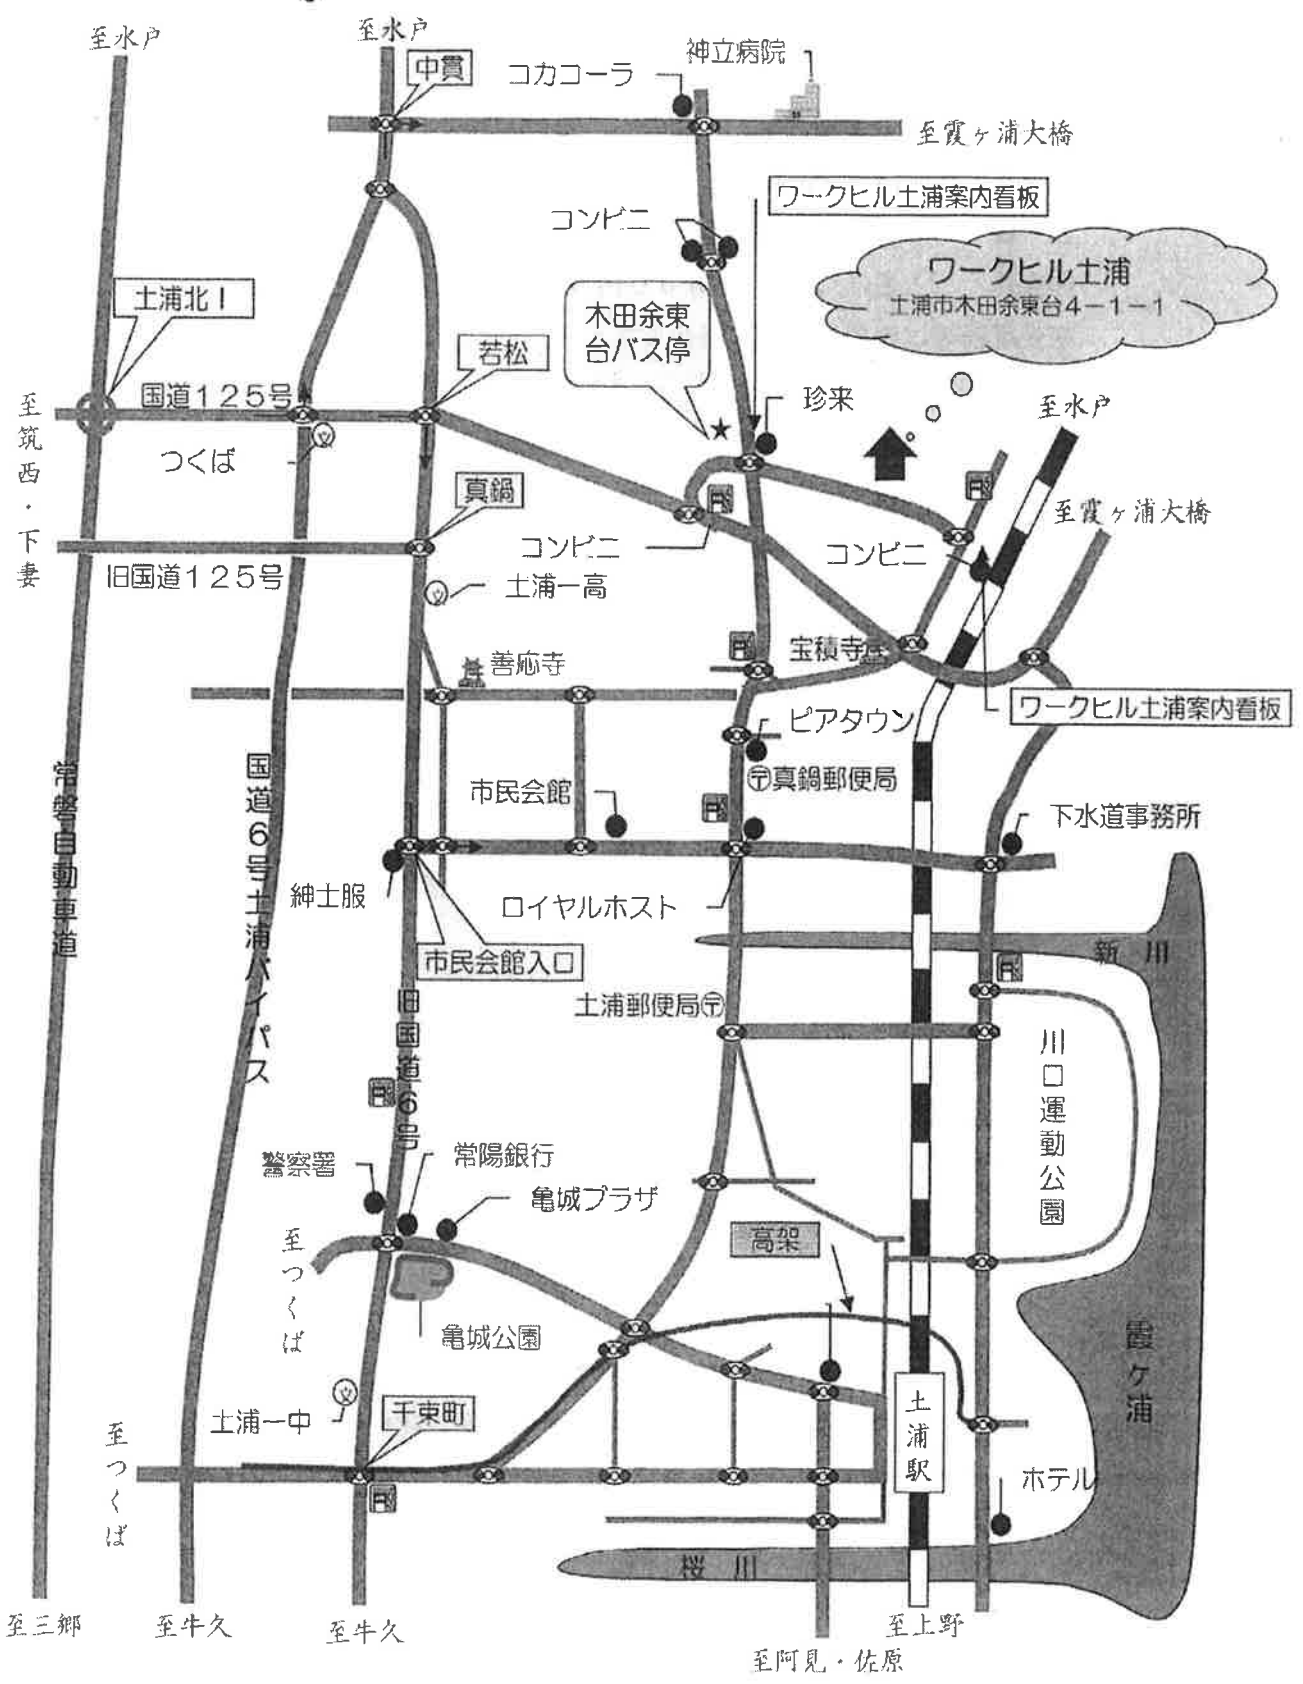 至水戸
至水戸
中貫
コカコーラ
神立病院
至霞ヶ浦大橋
ワークヒル土浦案内看板
コンビニ
ワークヒル土浦
土浦市木田余東台4-1-1
土浦北I
木田余東
台バス停
若松
国道125号
至筑西・下妻
珍来
至水戸
つくば
真鍋
至霞ヶ浦大橋
コンビニ
コンビニ
旧国道125号
土浦一高
宝積寺
善応寺
ワークヒル土浦案内看板
ピアタウン
〒真鍋郵便局
常磐自動車道
国道6号土浦バイパス
市民会館
下水道事務所
紳士服
ロイヤルホスト
市民会館入口
新川
旧国道6号
土浦郵便局〒
川口運動公園
警察署
常陽銀行
亀城プラザ
高架
至つくば
亀城公園
霞ヶ浦
土浦一中
千束町
土浦駅
至つくば
ホテル
桜川
至三郷
至牛久
至牛久
至上野
至阿見・佐原